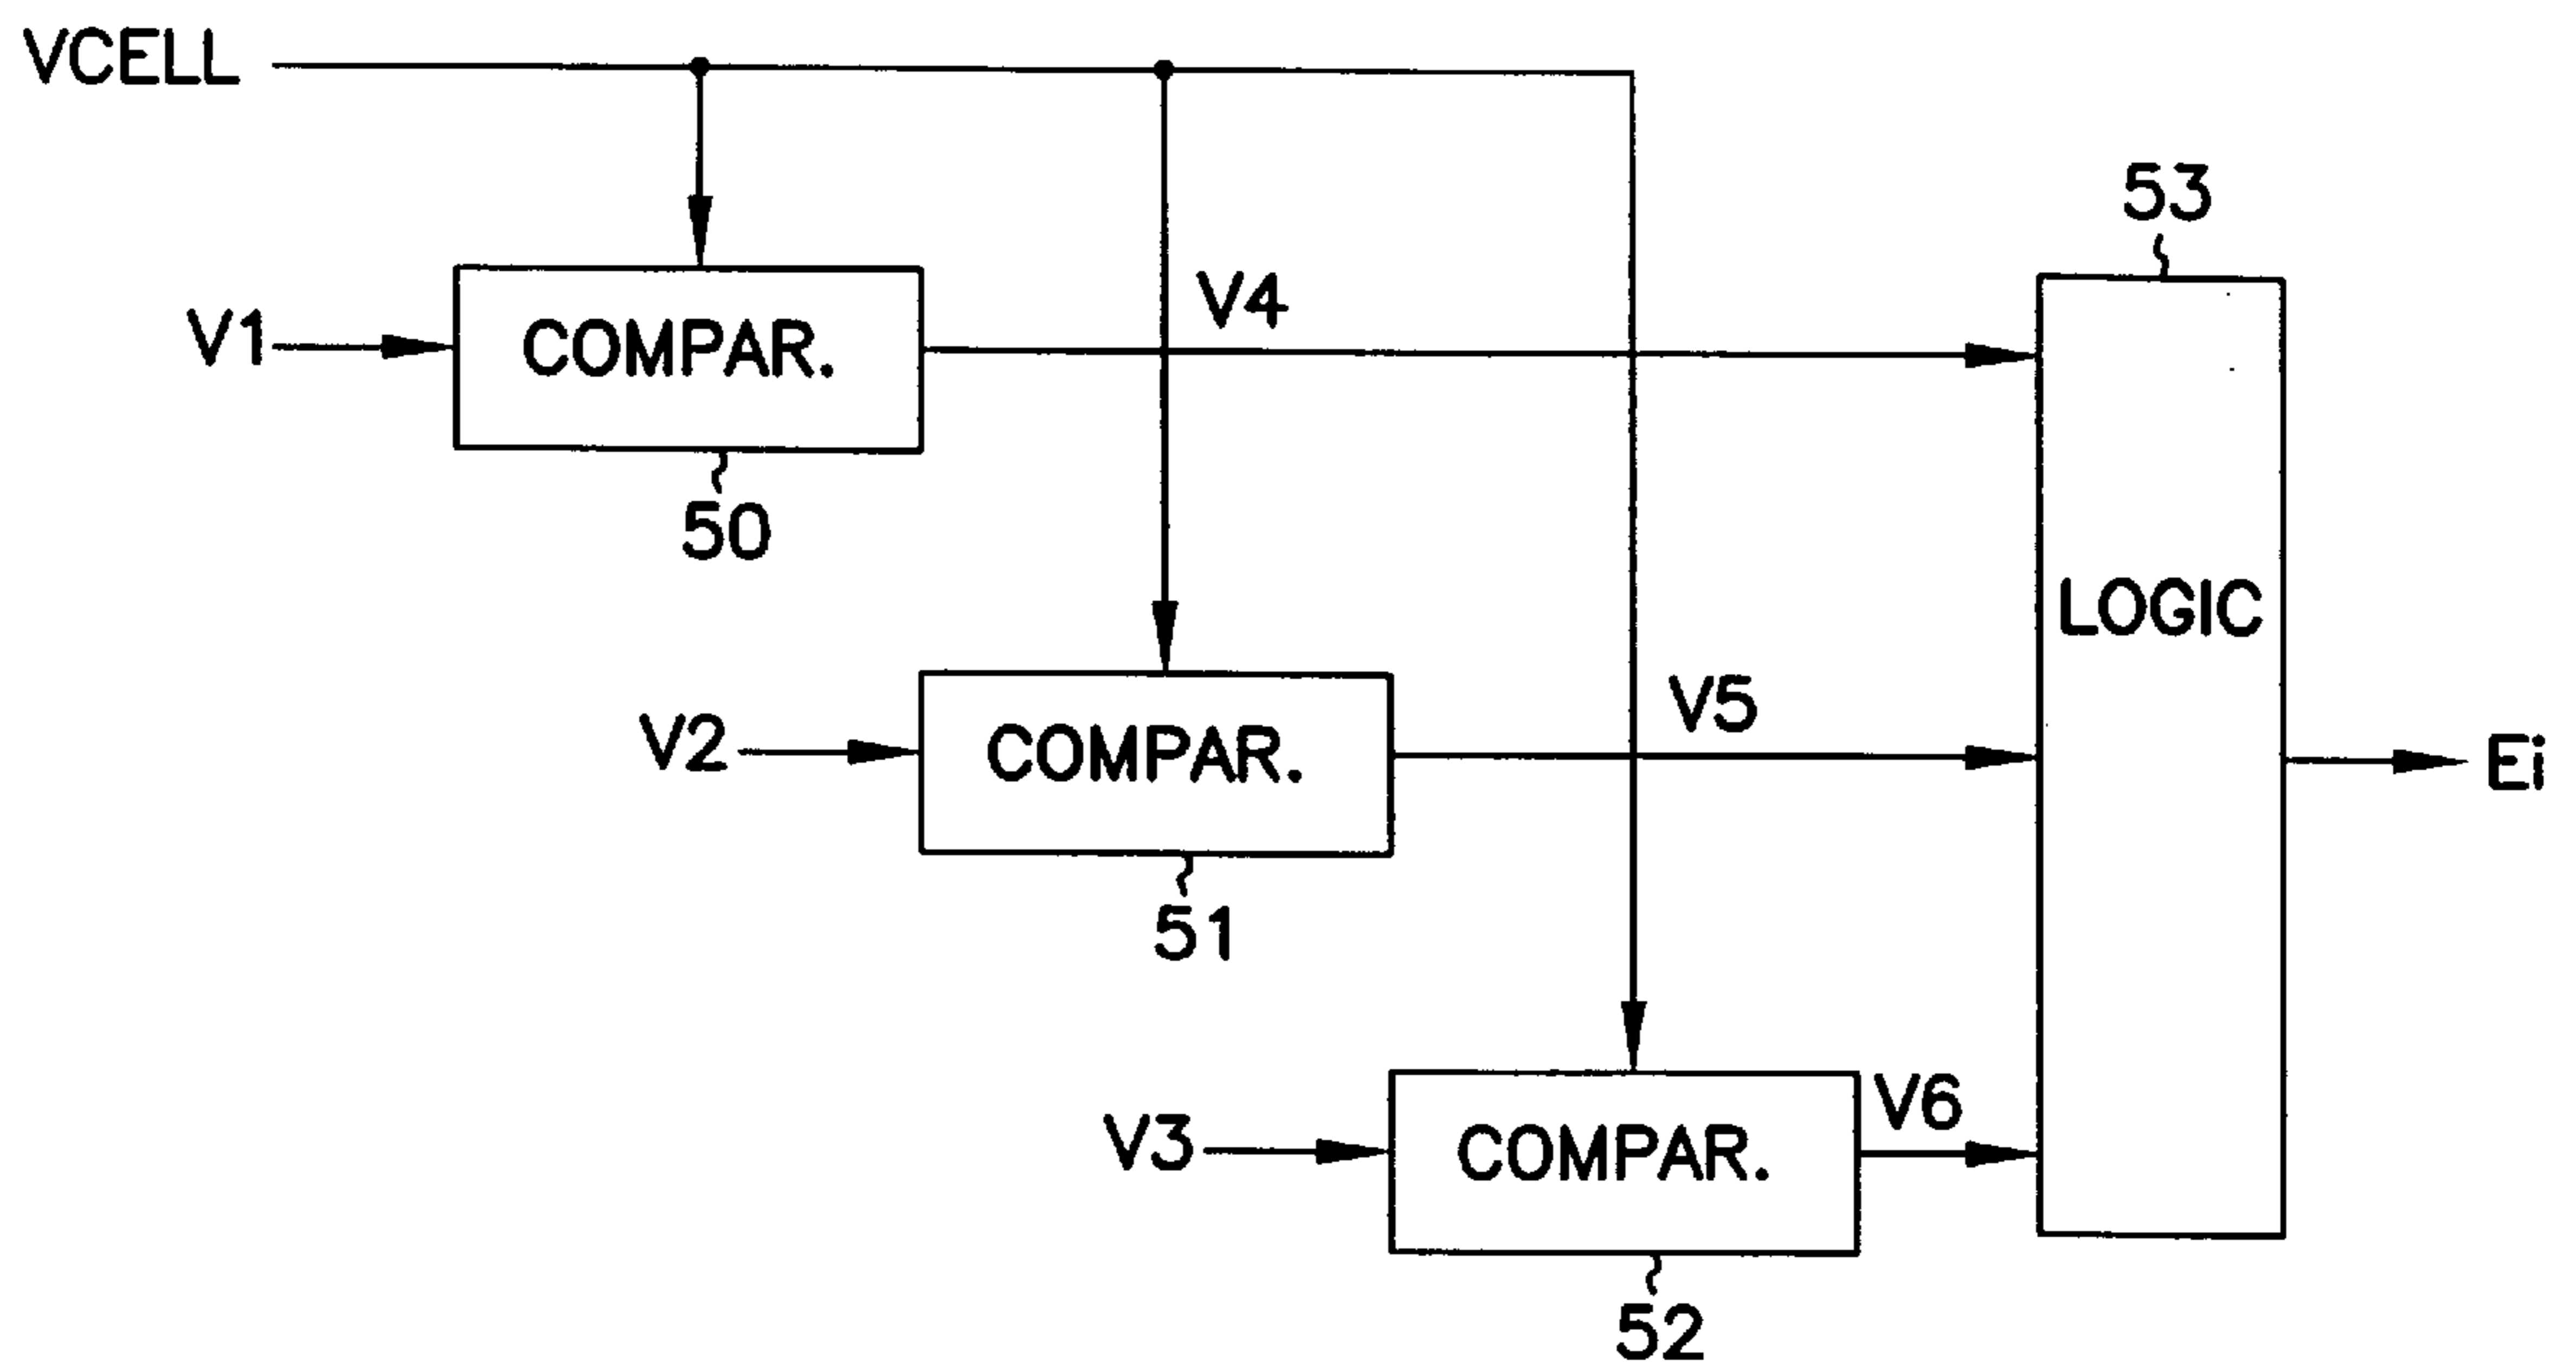 VCELL
53
V4
V1
COMPAR.
50
LOGIC
V5
V2
COMPAR.
Ei
51
V6
V3
COMPAR.
52